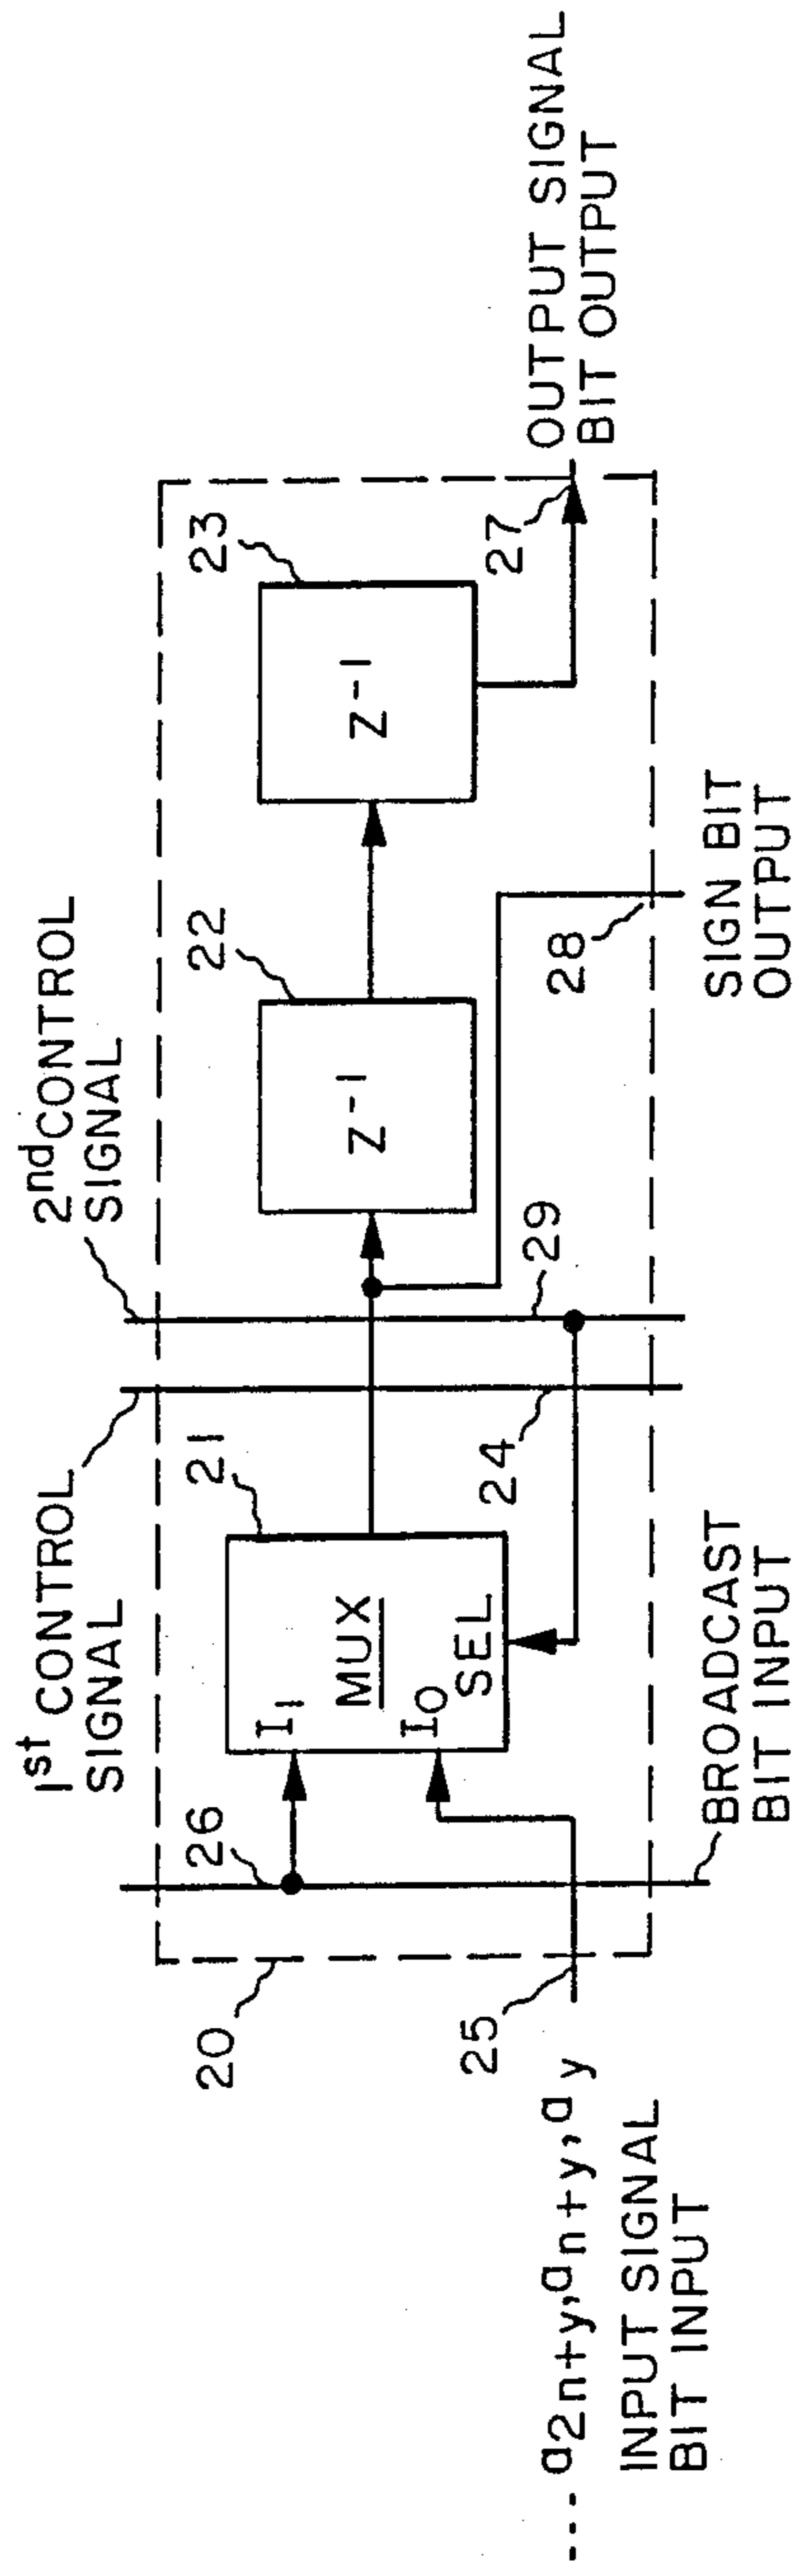 1st CONTROL
SIGNAL
2nd CONTROL
SIGNAL
20
26
21
22
23
I1
MUX
I0
SEL
Z-1
Z-1
24
29
25
27
28
OUTPUT SIGNAL
BIT OUTPUT
... a2n+y, an+y, ay
INPUT SIGNAL
BIT INPUT
BROADCAST
BIT INPUT
SIGN BIT
OUTPUT